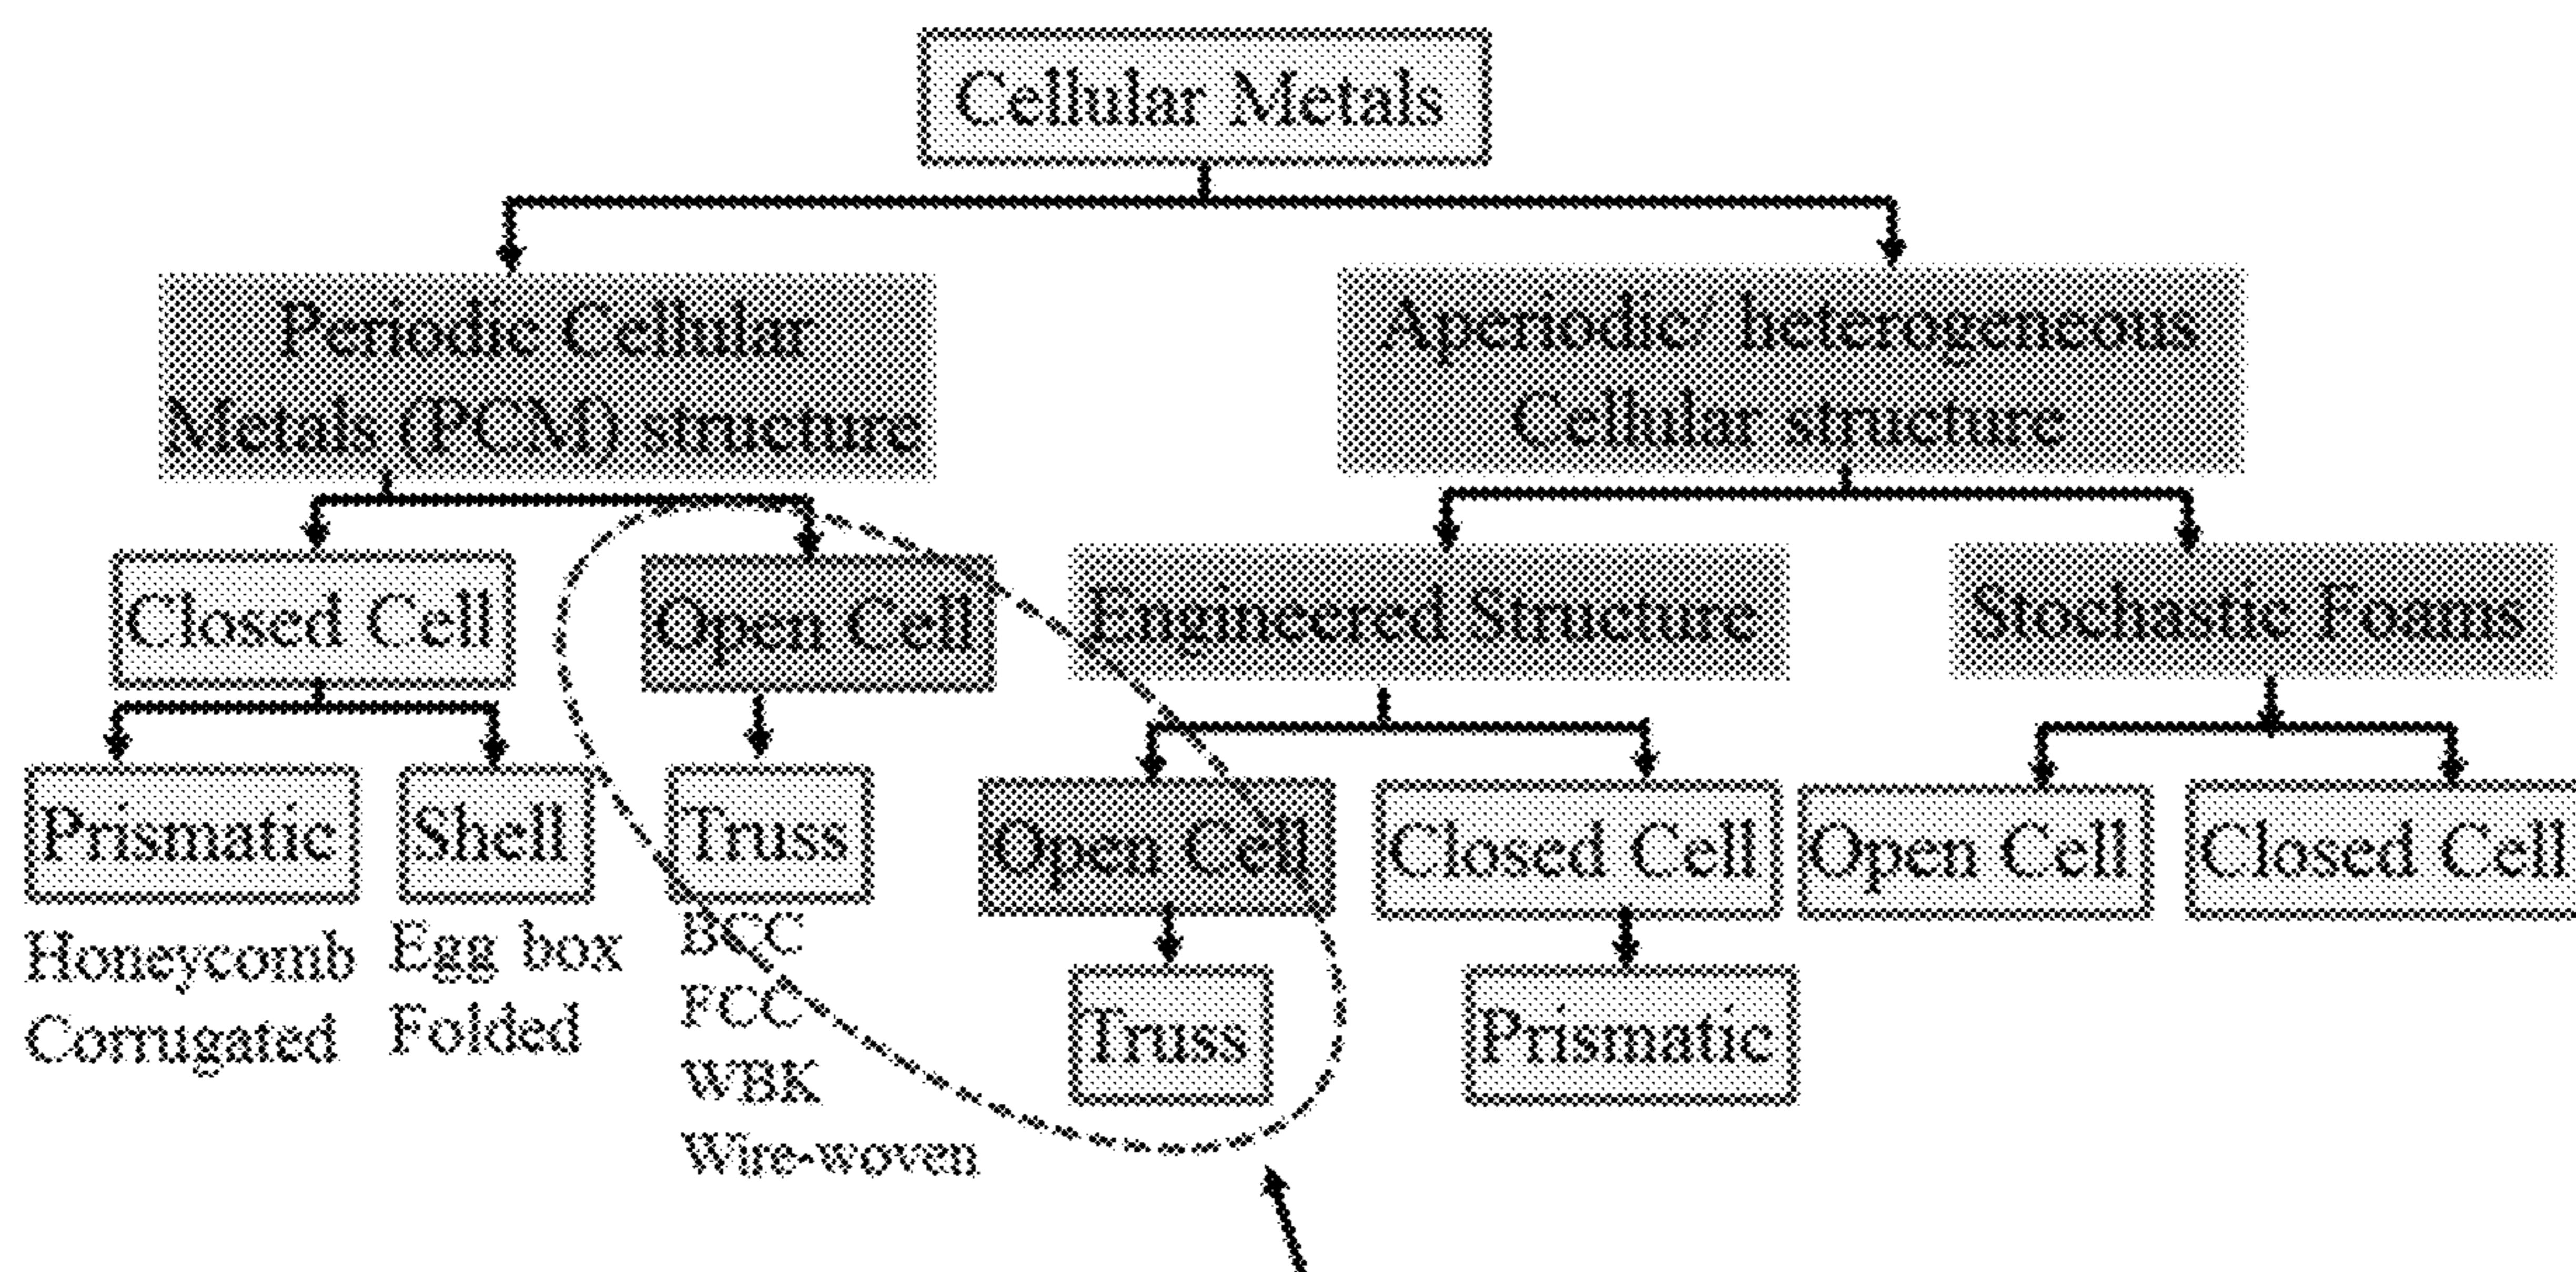 Cellular Metals
Periodic Cellular
Metals (PCM) structure
Aperiodic/ heterogeneous
Cellular structure
Closed Cell
Open Cell
Engineered Structure
Stochastic Foams
Prismatic
Shell
Truss
Open Cell
Closed Cell
Open Cell
Closed Cell
Honeycomb
Corrugated
Egg box
Folded
BCC
FCC
WBK
Wire-woven
Truss
Prismatic